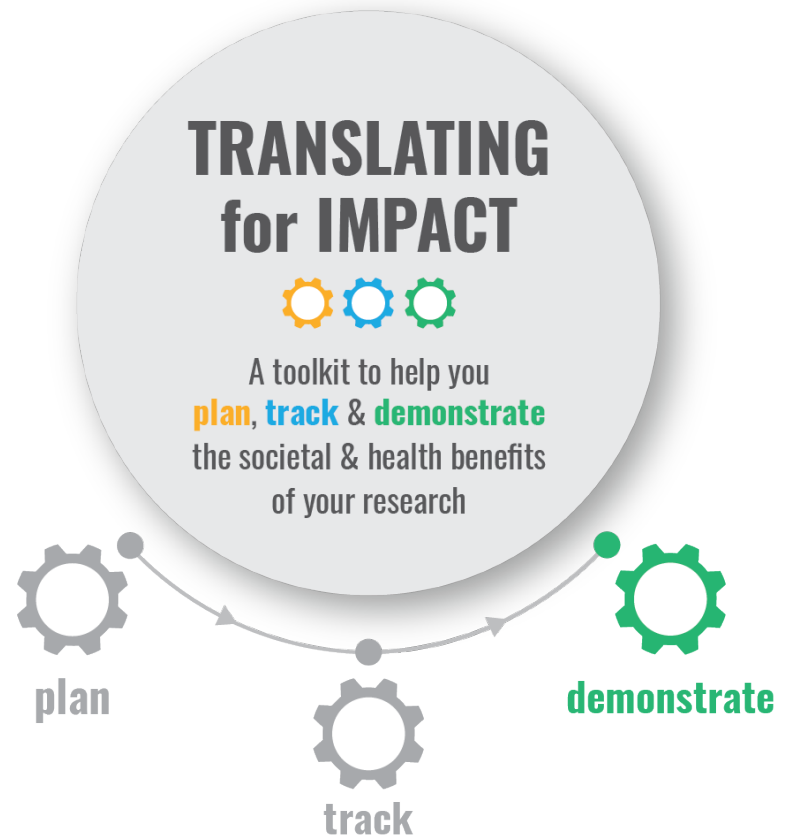 TRANSLATING
for IMPACT
A toolkit to help you
plan, track & demonstrate
the societal & health benefits
of your research
plan
track
demonstrate